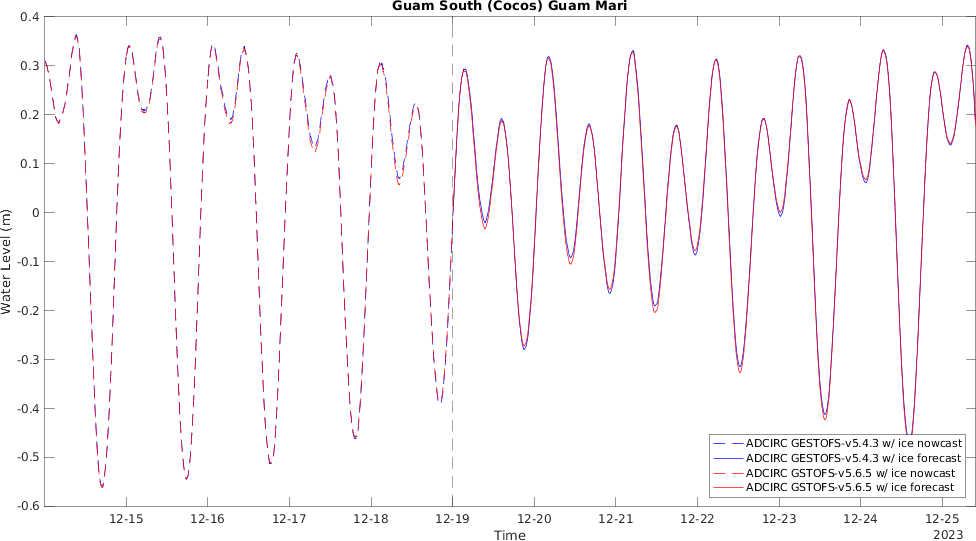 Guam South (Cocos) Guam Mari
0.4
0.3
0.2
0.1
0
-0.1
-0.2
-0.3
-0.4
-0.5
-0.6
Water Level (m)
12-15 12-16 12-17 12-18 12-19 12-20 12-21 12-22 12-23 12-24 12-25
Time
2023
ADCIRC GESTOFS-v5.4.3 w/ ice nowcast
ADCIRC GESTOFS-v5.4.3 w/ ice forecast
ADCIRC GSTOFS-v5.6.5 w/ ice nowcast
ADCIRC GSTOFS-v5.6.5 w/ ice forecast